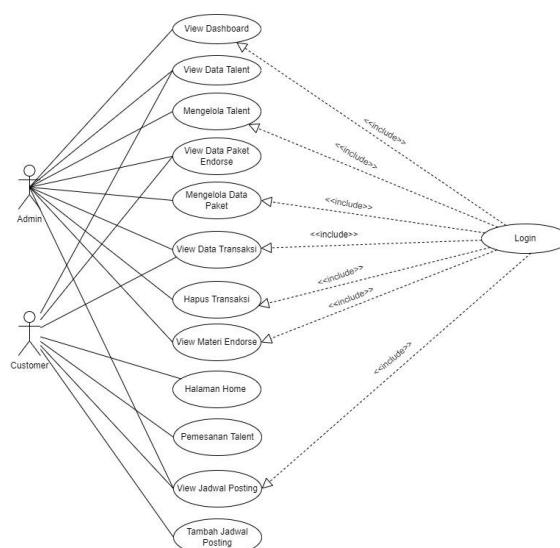 View Dashboard
View Data Talent
Mengelola Talent
View Data Paket
Endorse
Mengelola Data
Paket
View Data Transaksi
Hapus Transaksi
View Materi Endorse
Halaman Home
Pemesanan Talent
View Jadwal Posting
Tambah Jadwal
Posting
Admin
Customer
<<include>>
<<include>>
<<include>>
<<include>>
<<include>>
<<include>>
<<include>>
Login